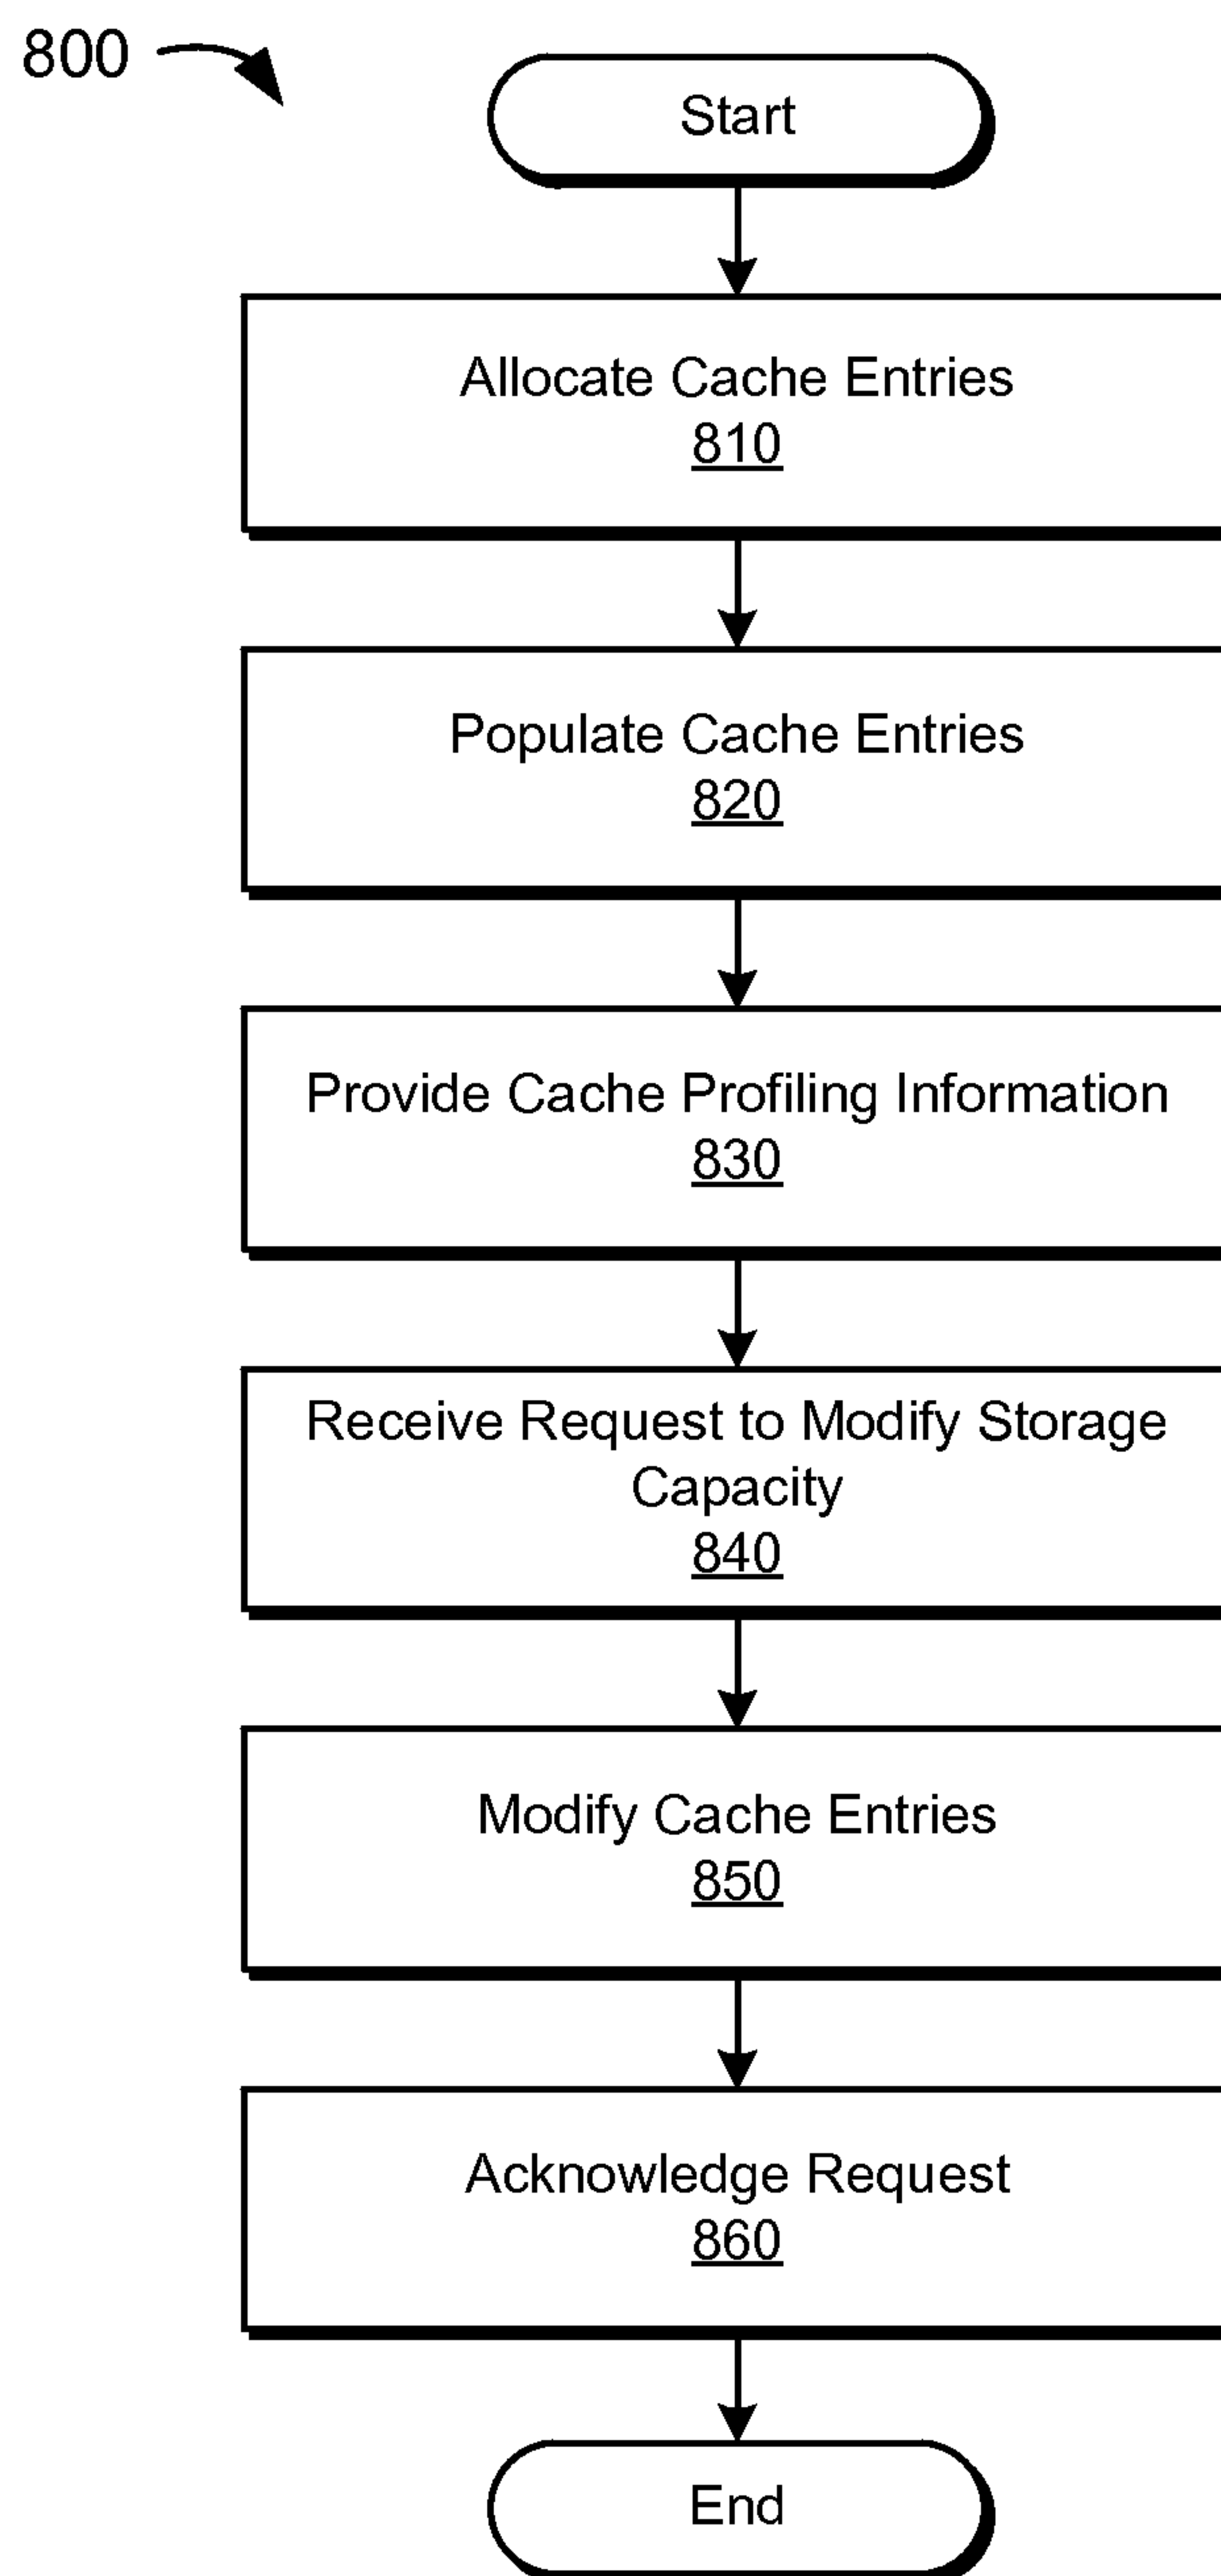 800
Start
Allocate Cache Entries
810
Populate Cache Entries
820
Provide Cache Profiling Information
830
Receive Request to Modify Storage
Capacity
840
Modify Cache Entries
850
Acknowledge Request
860
End